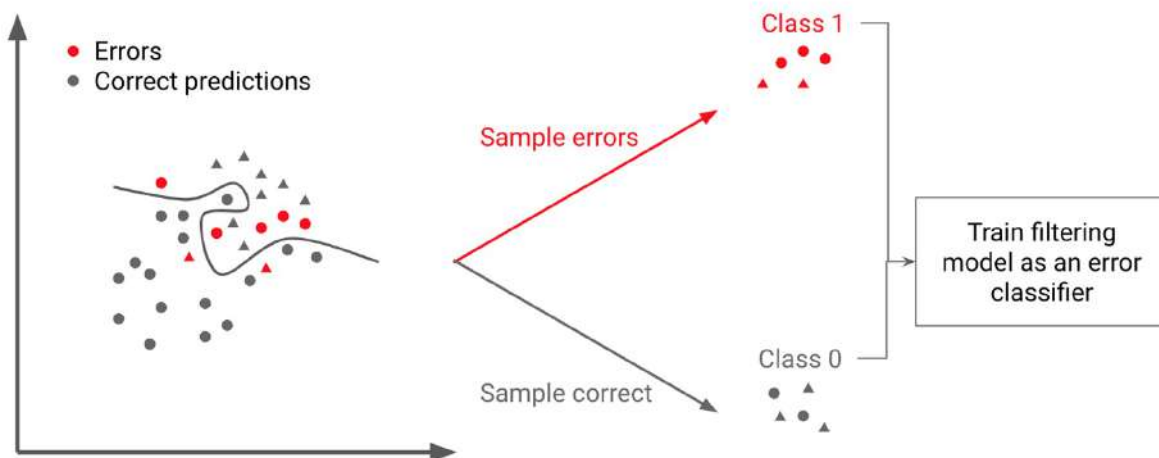 Errors
Correct predictions
Sample errors
Class 1
Train filtering
model as an error
classifier
Class 0
Sample correct